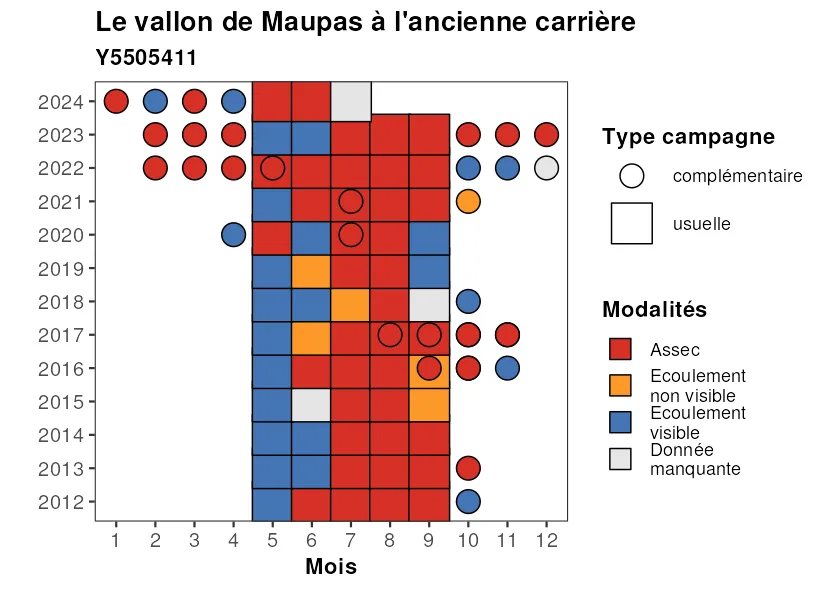 Le vallon de Maupas à l'ancienne carrière
Y5505411
2024
2023
2022
2021
2020
2019
2018
2017
2016
2015
2014
2013
2012
1 2 3 4 5 6 7 8 9 10 11 12
Mois
Type campagne
complémentaire
usuelle
Modalités
Assec
Ecoulement
non visible
Ecoulement
visible
Donnée
manquante